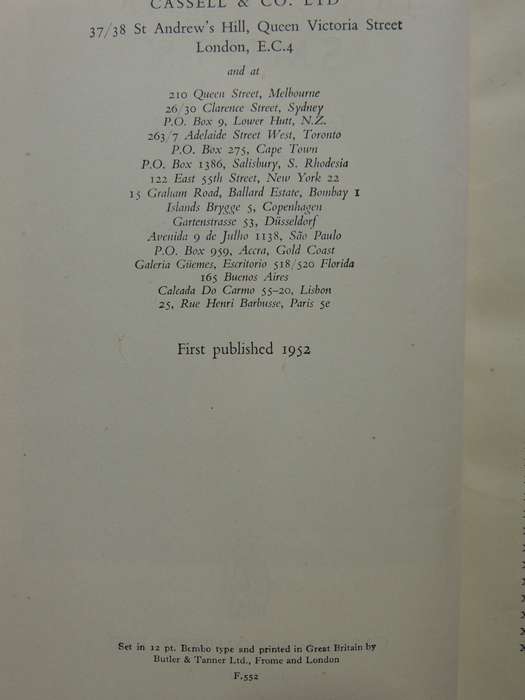 CASSELL & CO. LTD
37/38 St Andrew's Hill, Queen Victoria Street
London, E.C.4
and at
210 Queen Street, Melbourne
26/30 Clarence Street, Sydney
P.O. Box 9, Lower Hutt, N.Z.
263/7 Adelaide Street West, Toronto
P.O. Box 275, Cape Town
P.O. Box 1386, Salisbury, S. Rhodesia
122 East 55th Street, New York 22
15 Graham Road, Ballard Estate, Bombay 1
Islands Brygge 5, Copenhagen
Gartenstrasse 53, Düsseldorf
Avenida 9 de Julho 1138, São Paulo
P.O. Box 959, Accra, Gold Coast
Galeria Güemes, Escritorio 518/520 Florida
165 Buenos Aires
Calcada Do Carmo 55-20, Lisbon
25, Rue Henri Barbusse, Paris 5e
First published 1952
Set in 12 pt. Bembo type and printed in Great Britain by
Butler & Tanner Ltd., Frome and London
F.552